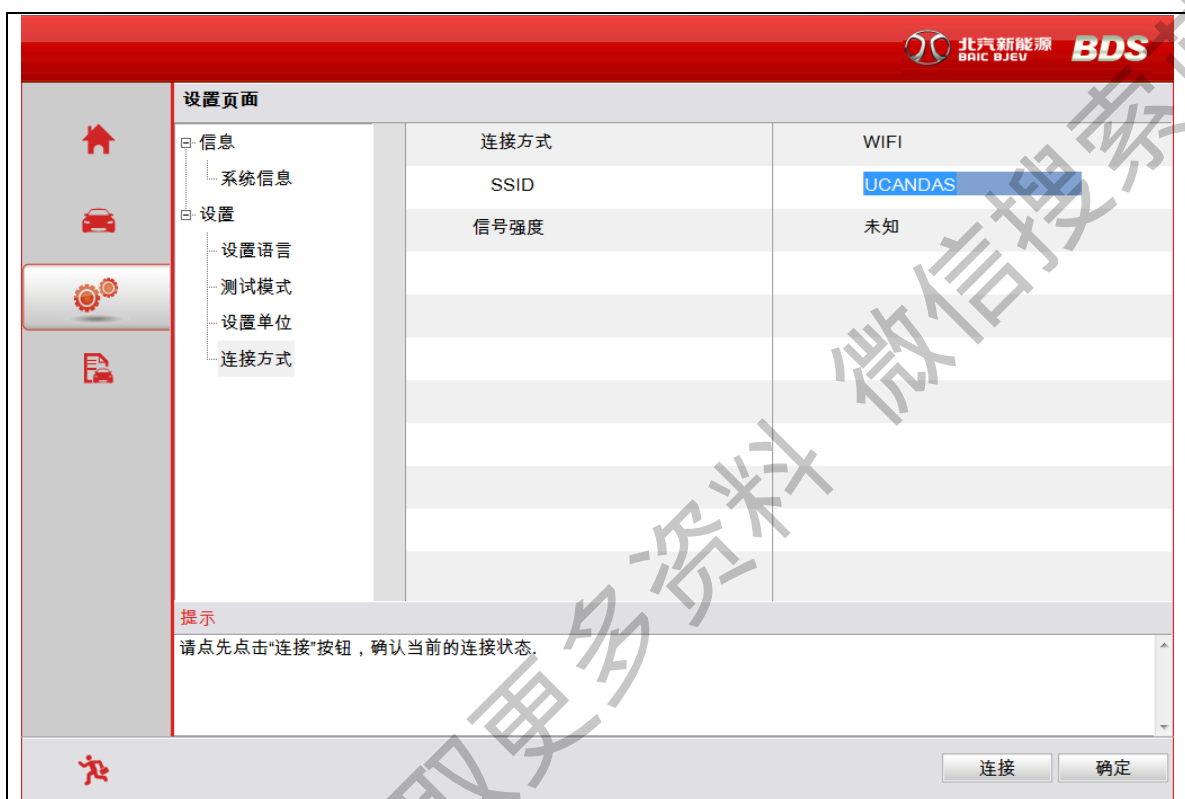 北汽新能源 BDS
BAIC BJEV
设置页面
信息
系统信息
设置
设置语言
测试模式
设置单位
连接方式
连接方式 WIFI
SSID UCANDAS
信号强度 未知
提示
请点先点击“连接”按钮，确认当前的连接状态.
连接 确定
取更多资料 微信搜索